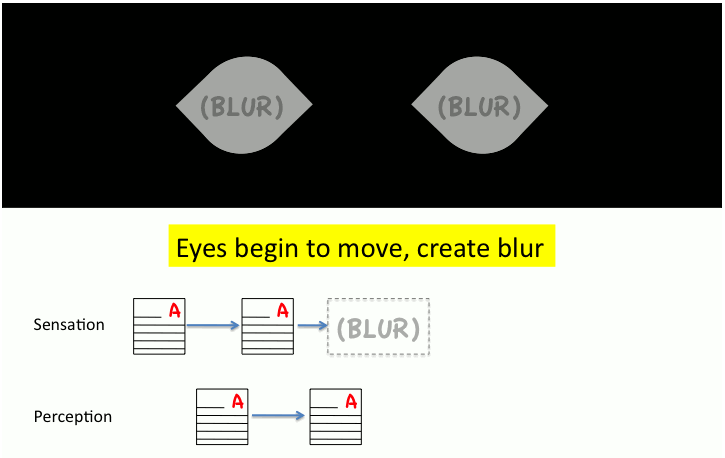 (BLUR) (BLUR)
Eyes begin to move, create blur
Sensation A A (BLUR)
Perception A A